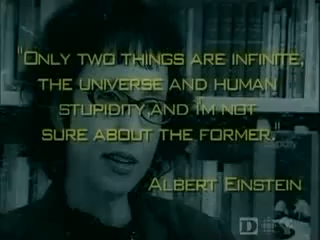 "ONLY TWO THINGS ARE INFINITE,
THE UNIVERSE AND HUMAN
STUPIDITY,AND I'M NOT
SURE ABOUT THE FORMER."
ALBERT EINSTEIN
D